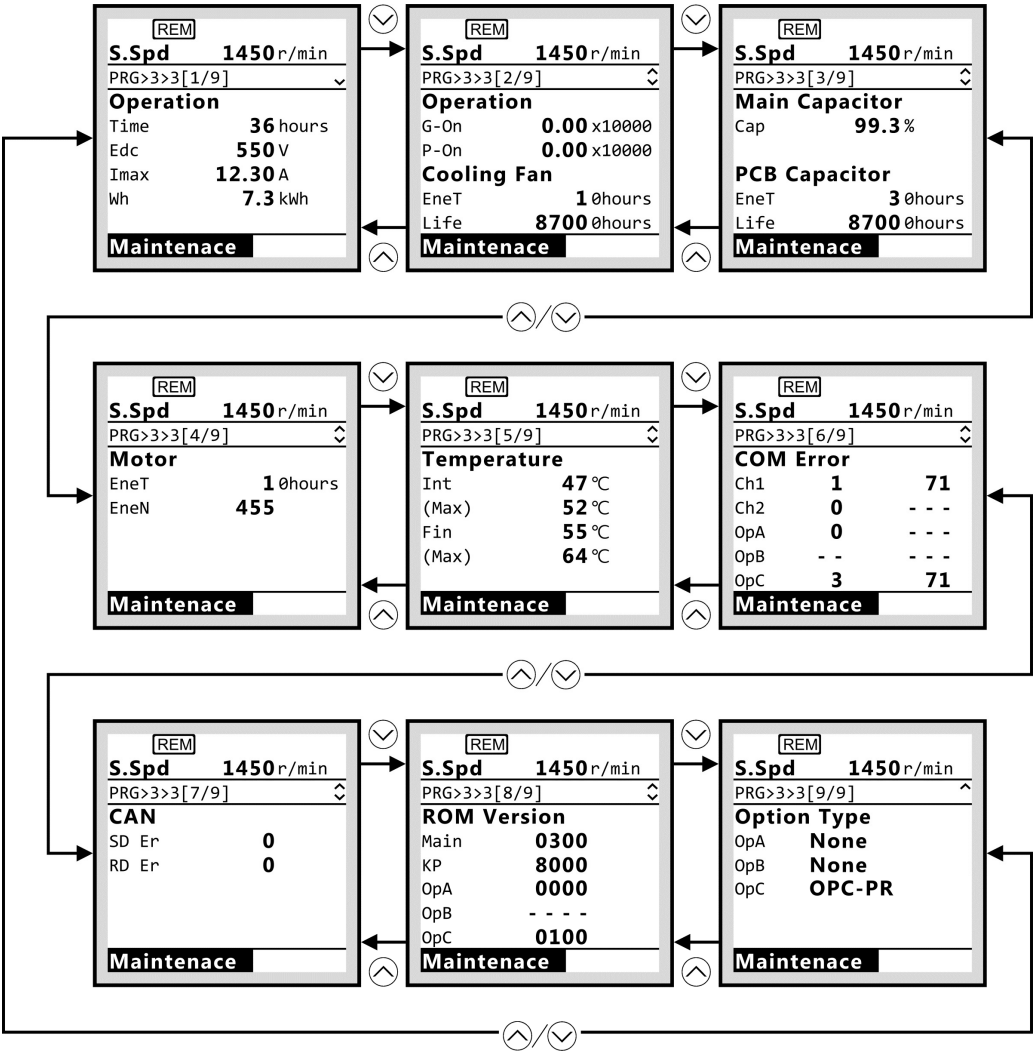 REM
S.Spd 1450 r/min
PRG>3>3[1/9]
Operation
Time 36 hours
Edc 550 V
Imax 12.30 A
Wh 7.3 kWh
Maintenace
REM
S.Spd 1450 r/min
PRG>3>3[2/9]
Operation
G-On 0.00 x10000
P-On 0.00 x10000
Cooling Fan
EneT 1 0hours
Life 8700 0hours
Maintenace
REM
S.Spd 1450 r/min
PRG>3>3[3/9]
Main Capacitor
Cap 99.3 %
PCB Capacitor
EneT 3 0hours
Life 8700 0hours
Maintenace
/
REM
S.Spd 1450 r/min
PRG>3>3[4/9]
Motor
EneT 1 0hours
EneN 455
Maintenace
REM
S.Spd 1450 r/min
PRG>3>3[5/9]
Temperature
Int 47 ℃
(Max) 52 ℃
Fin 55 ℃
(Max) 64 ℃
Maintenace
REM
S.Spd 1450 r/min
PRG>3>3[6/9]
COM Error
Ch1 1 71
Ch2 0 - - -
OpA 0 - - -
OpB - - - - -
OpC 3 71
Maintenace
/
REM
S.Spd 1450 r/min
PRG>3>3[7/9]
CAN
SD Er 0
RD Er 0
Maintenace
REM
S.Spd 1450 r/min
PRG>3>3[8/9]
ROM Version
Main 0300
KP 8000
OpA 0000
OpB - - - -
OpC 0100
Maintenace
REM
S.Spd 1450 r/min
PRG>3>3[9/9]
Option Type
OpA None
OpB None
OpC OPC-PR
Maintenace
/